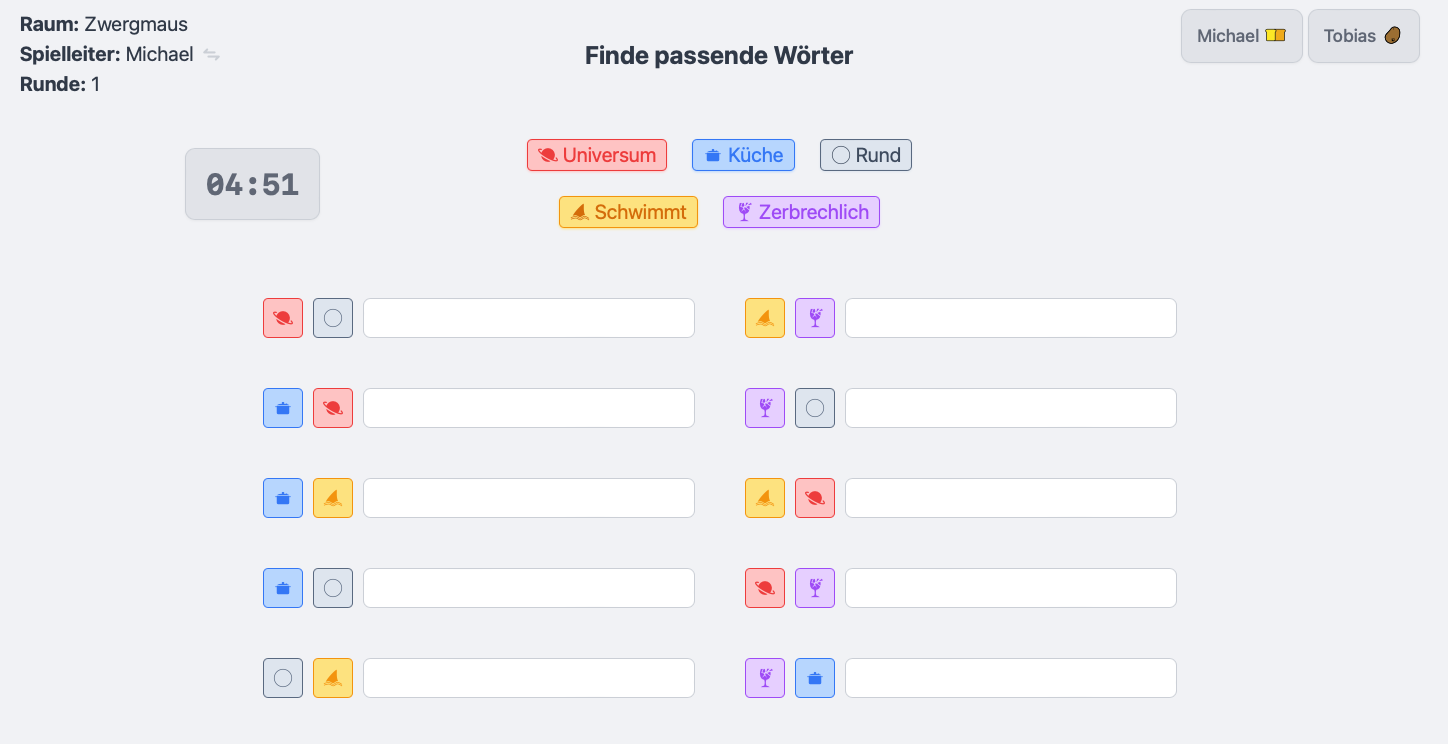 Raum: Zwergmaus
Spielleiter: Michael
Runde: 1
Finde passende Wörter
Michael
Tobias
04:51
Universum
Küche
Rund
Schwimmt
Zerbrechlich